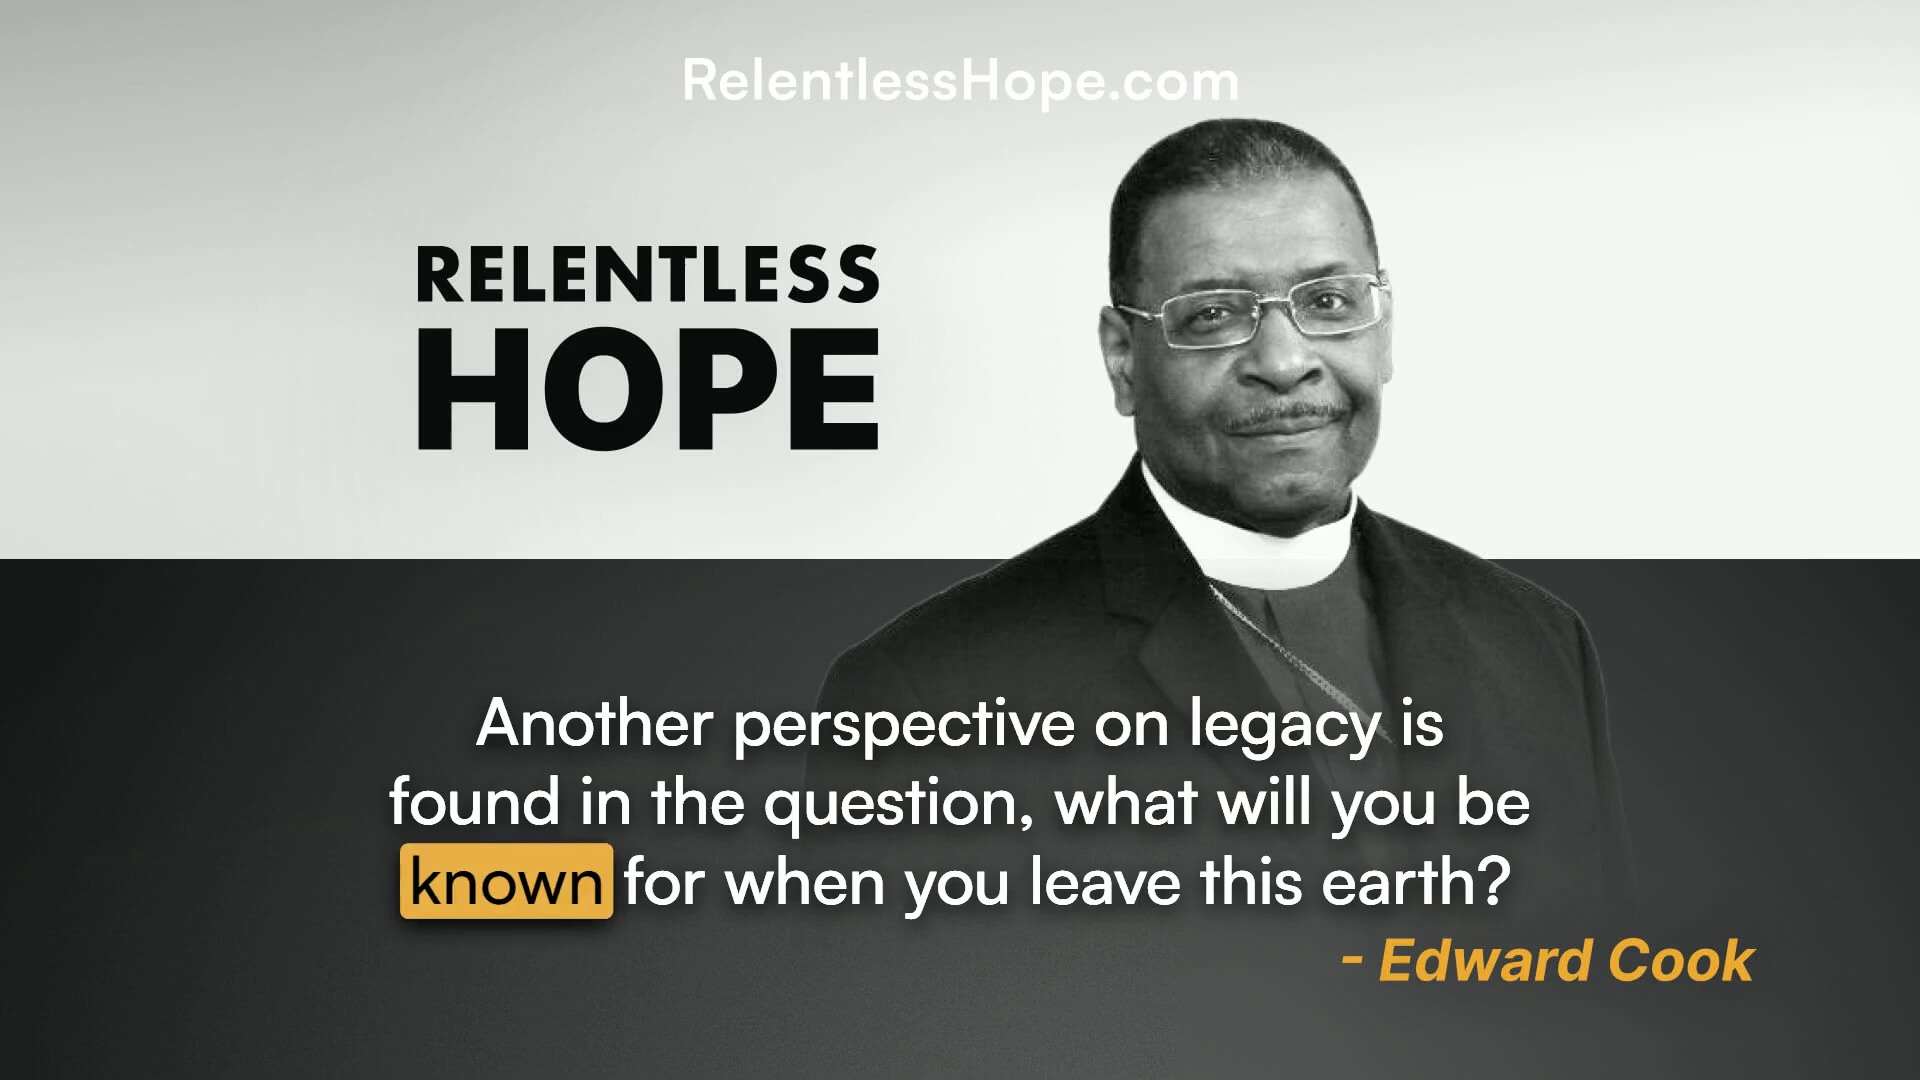 RelentlessHope.com
RELENTLESS
HOPE
Another perspective on legacy is
found in the question, what will you be
known for when you leave this earth?
- Edward Cook